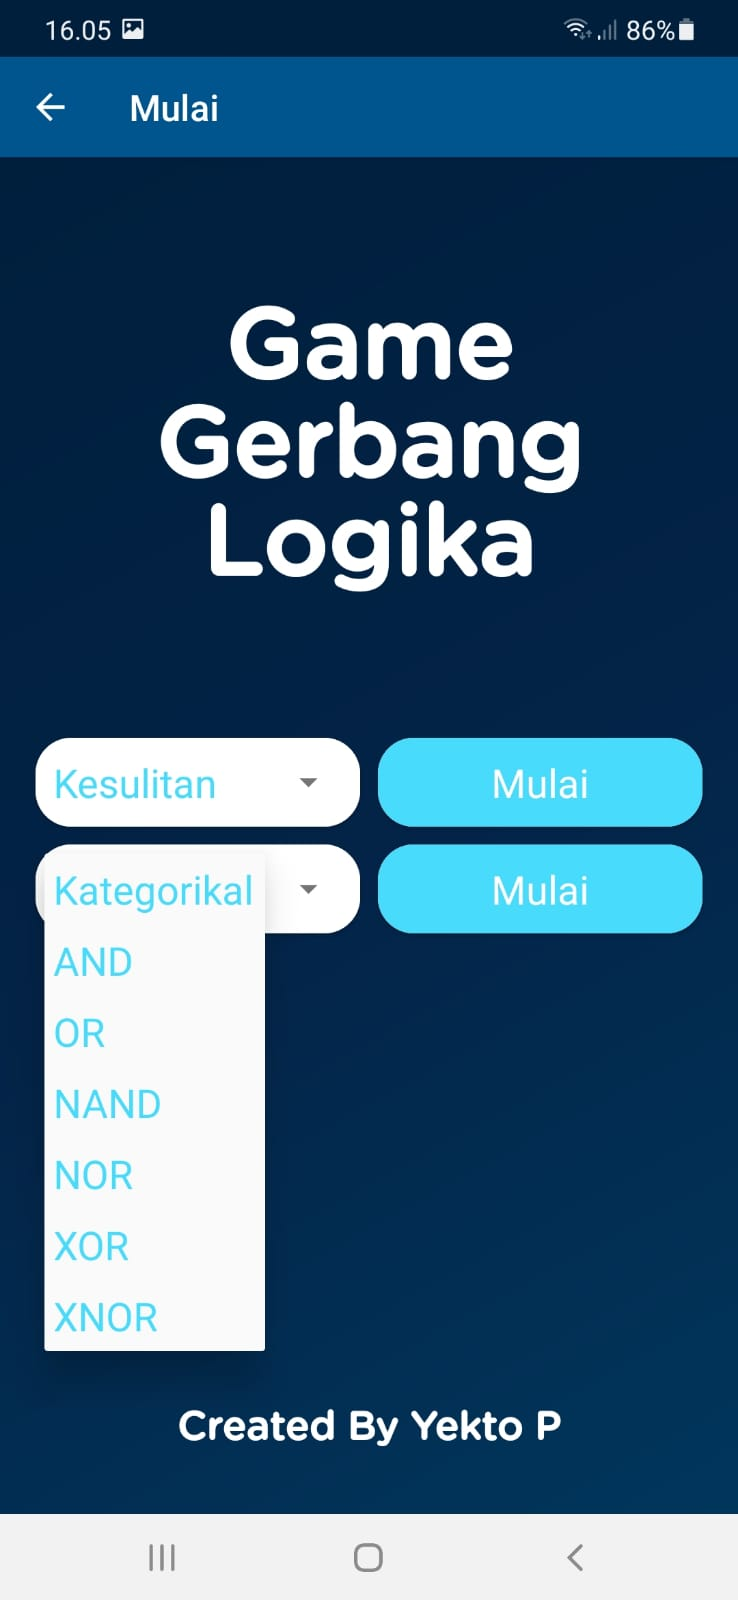 16.05 86%
Mulai
Game
Gerbang
Logika
Kesulitan Mulai
Kategorikal Mulai
AND
OR
NAND
NOR
XOR
XNOR
Created By Yekto P